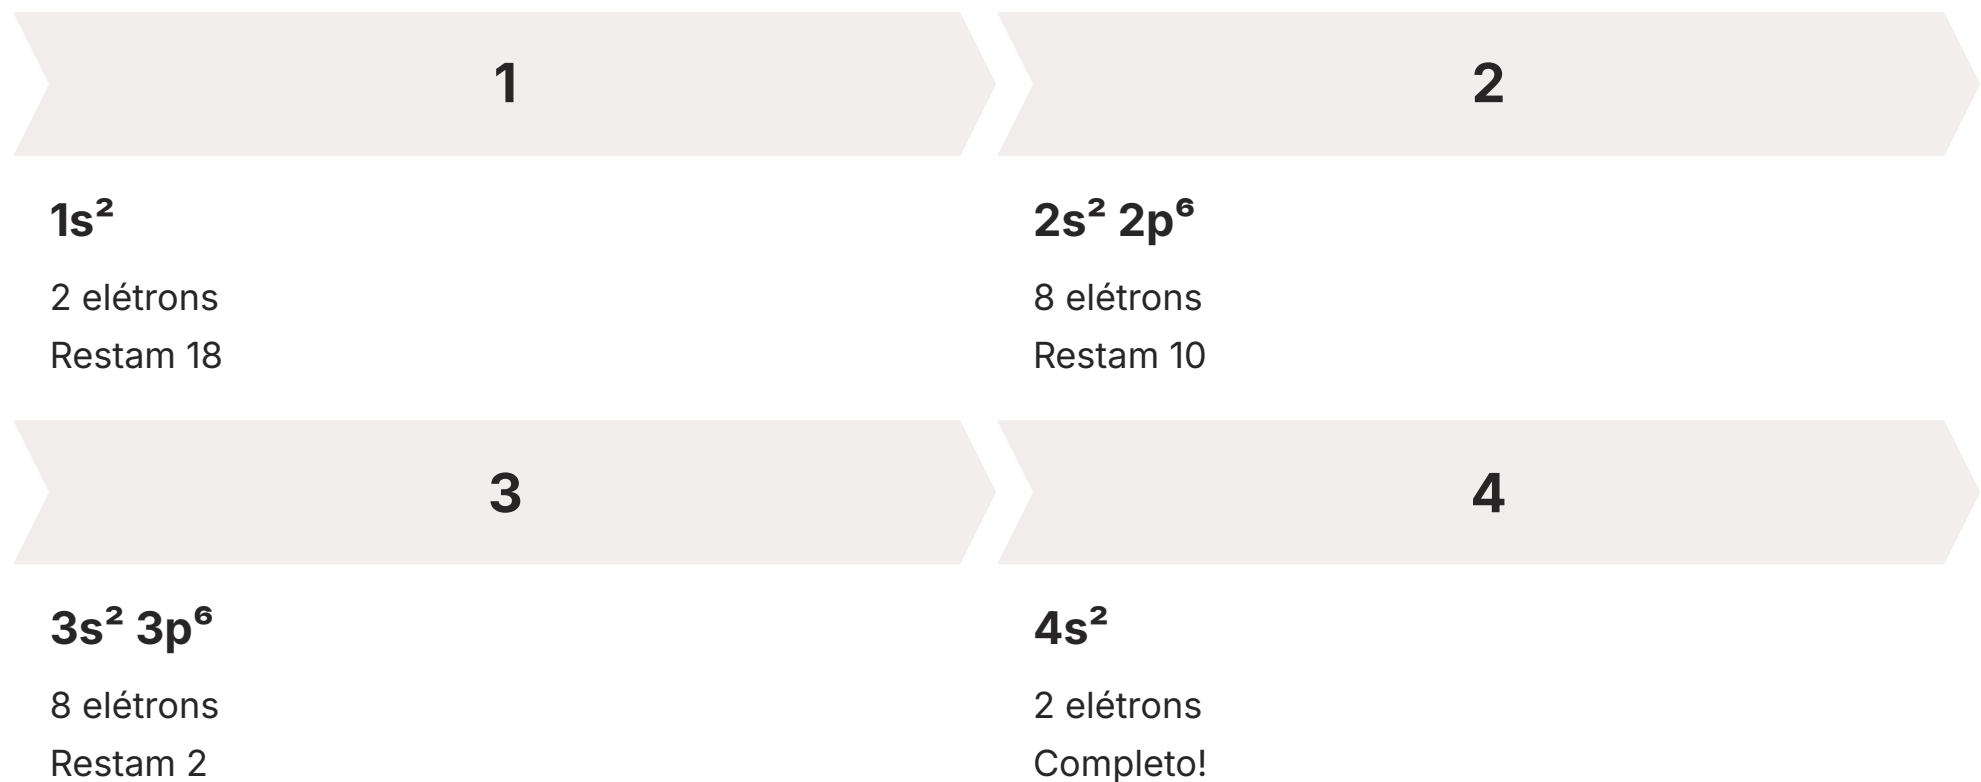 1
1s²
2 elétrons
Restam 18
2
2s² 2p⁶
8 elétrons
Restam 10
3
3s² 3p⁶
8 elétrons
Restam 2
4
4s²
2 elétrons
Completo!